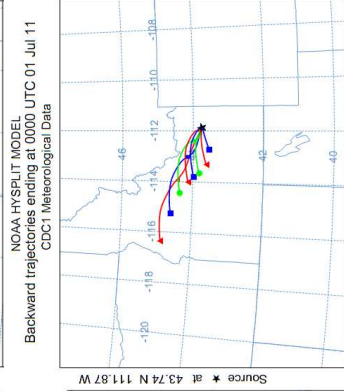 NOAA HYSPLIT MODEL
Backward trajectories ending at 0000 UTC 01 Jul 11
CDC1 Meteorological Data
Source ★ at 43.74 N 111.87 W
-120
-118
-116
-114
-112
-110
-108
46
42
40